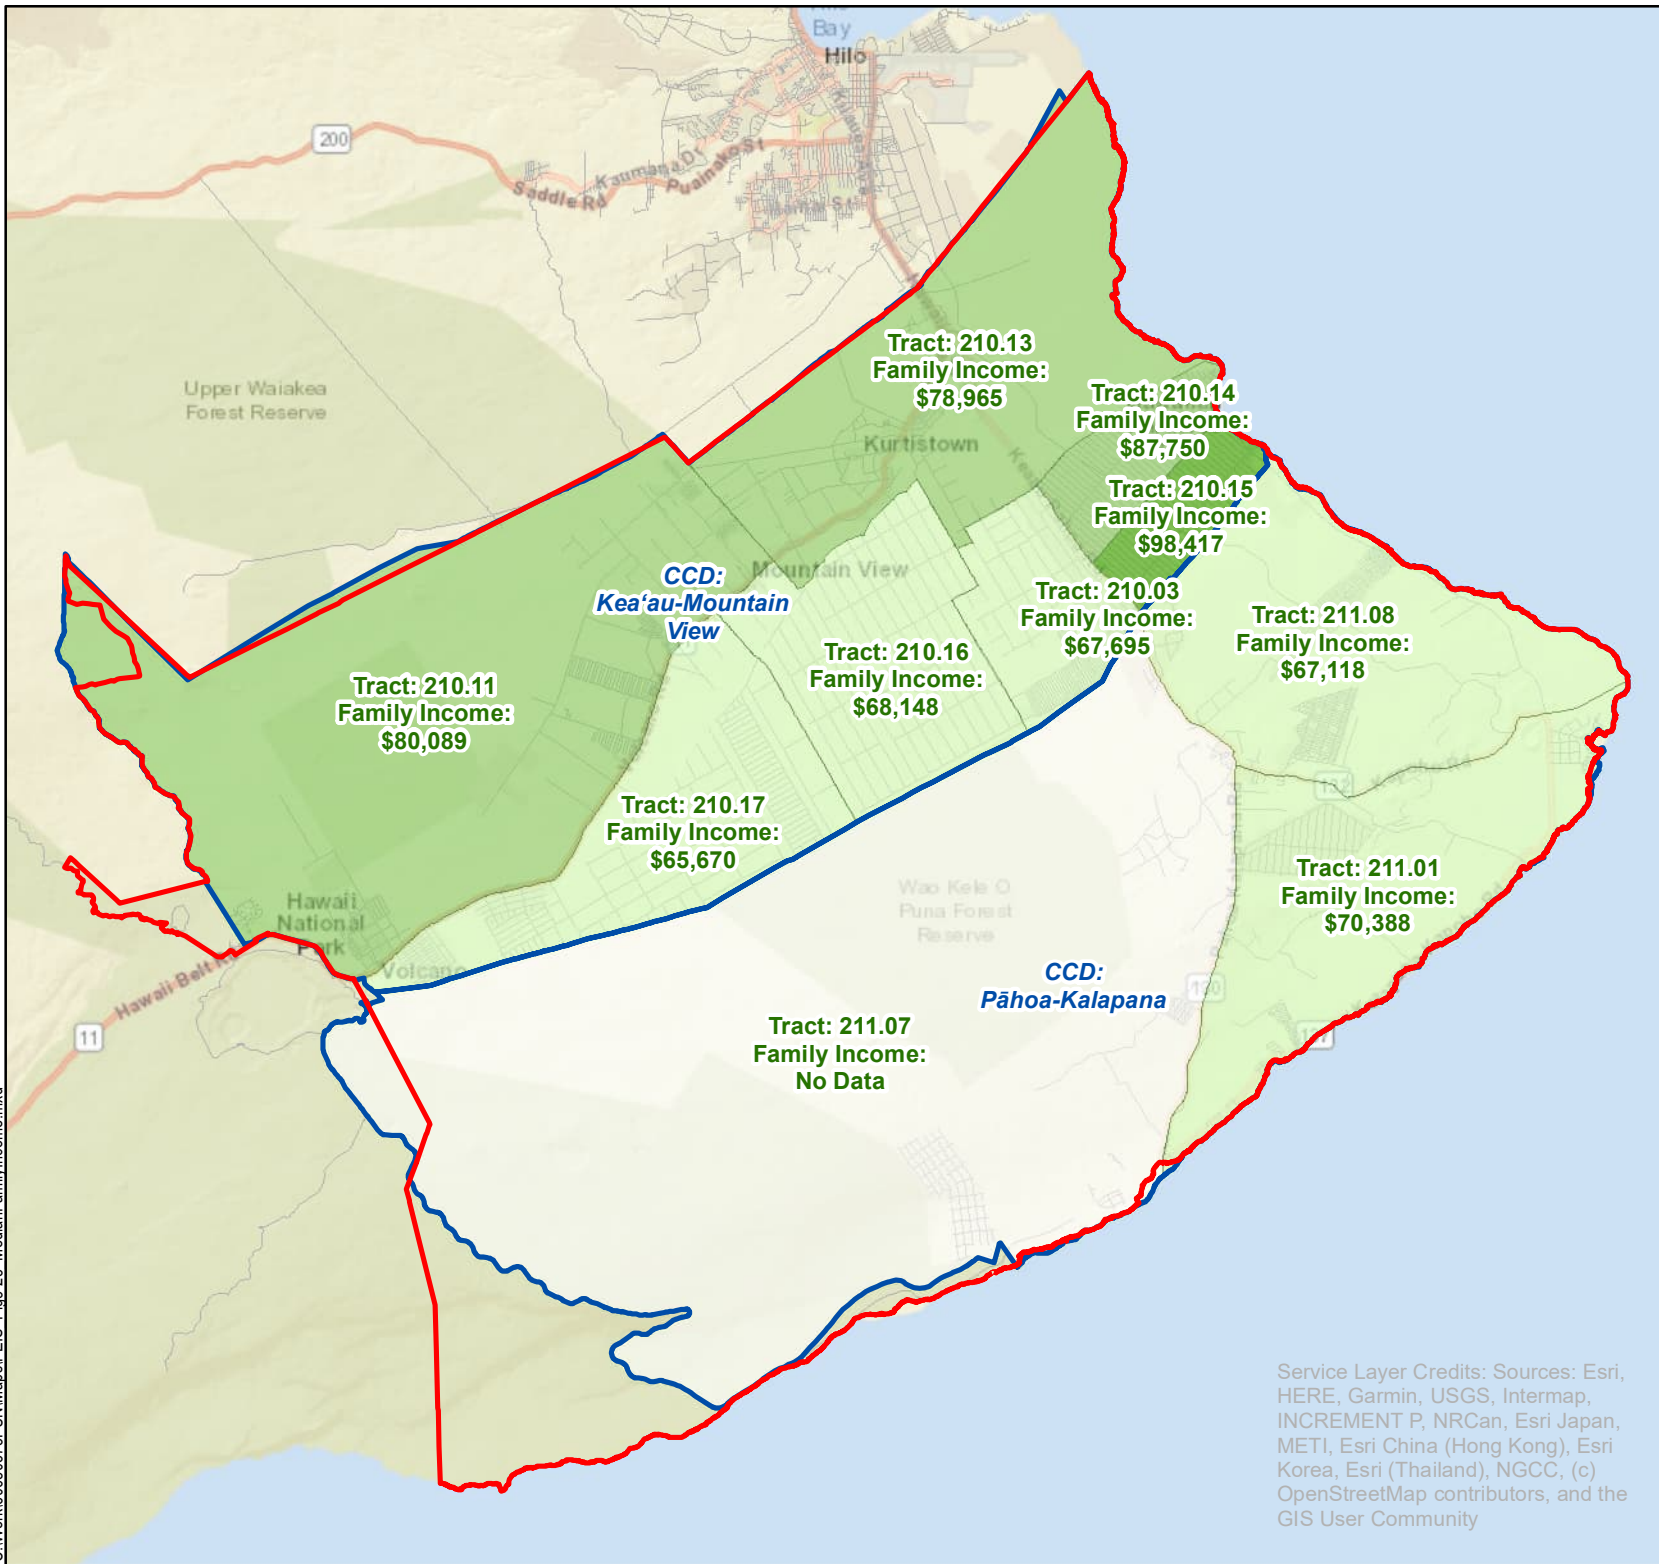 Bay
Hilo
200
Kaumana Dr
Puainako St
Saddle Rd
Upper Waiakea
Forest Reserve
Tract: 210.13
Family Income:
$78,965
Tract: 210.14
Family Income:
$87,750
Kurtistown
Tract: 210.15
Family Income:
$98,417
CCD:
Kea‘au-Mountain
View
Mountain View
Tract: 210.03
Family Income:
$67,695
Tract: 211.08
Family Income:
$67,118
Tract: 210.16
Family Income:
$68,148
Tract: 210.11
Family Income:
$80,089
132
Kapoho Rd
Tract: 210.17
Family Income:
$65,670
Tract: 211.01
Family Income:
$70,388
Hawaii
National
Park
Wao Kele O
Puna Forest
Reserve
Volcano
Hawaii Belt
CCD:
Pāhoa-Kalapana
130
11
Tract: 211.07
Family Income:
No Data
137
Service Layer Credits: Sources: Esri,
HERE, Garmin, USGS, Intermap,
INCREMENT P, NRCan, Esri Japan,
METI, Esri China (Hong Kong), Esri
Korea, Esri (Thailand), NGCC, (c)
OpenStreetMap contributors, and the
GIS User Community